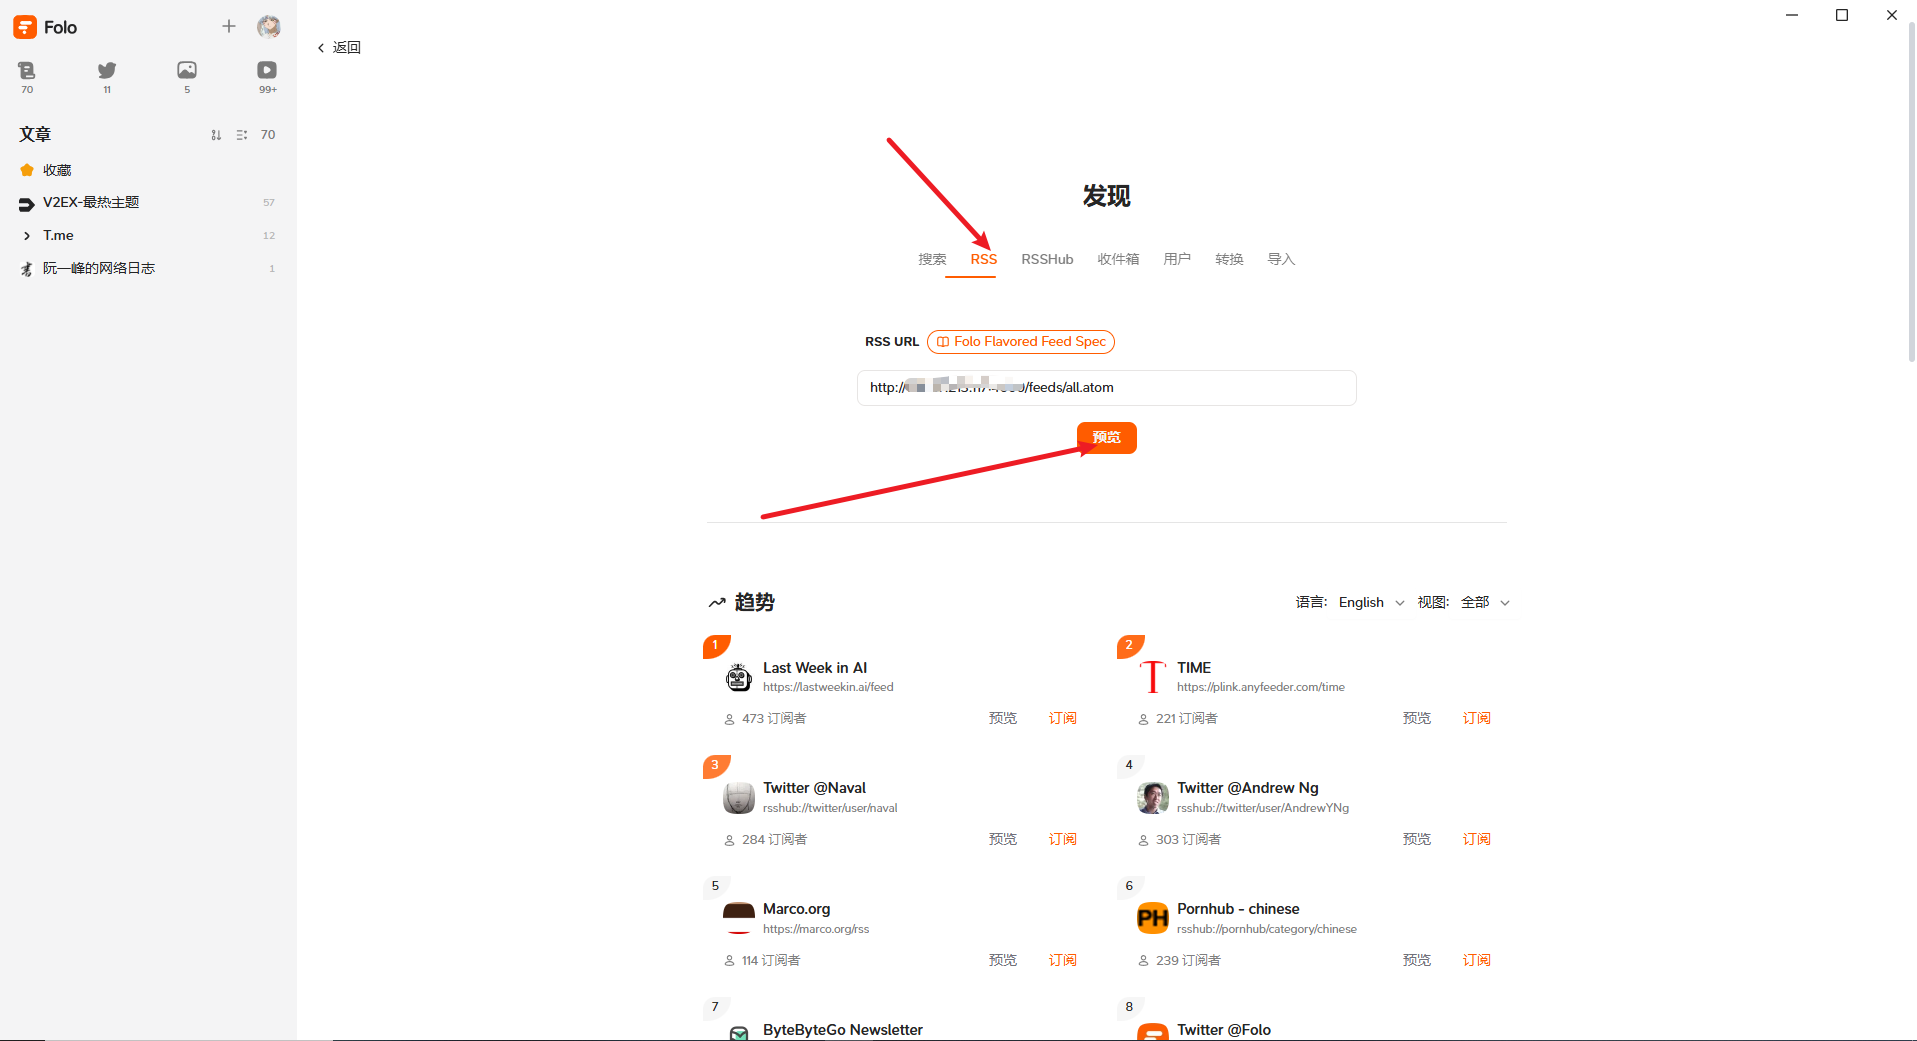 Folo
70
11
5
99+
文章
70
收藏
V2EX-最热主题
57
T.me
12
阮一峰的网络日志
1
返回
发现
搜索 RSS RSSHub 收件箱 用户 转换 导入
RSS URL Folo Flavored Feed Spec
http:// /feeds/all.atom
预览
趋势
语言: English 视图: 全部
1
Last Week in AI
https://lastweekin.ai/feed
473 订阅者 预览 订阅
2
TIME
https://plink.anyfeeder.com/time
221 订阅者 预览 订阅
3
Twitter @Naval
rsshub://twitter/user/naval
284 订阅者 预览 订阅
4
Twitter @Andrew Ng
rsshub://twitter/user/AndrewYNg
303 订阅者 预览 订阅
5
Marco.org
https://marco.org/rss
114 订阅者 预览 订阅
6
PH
Pornhub - chinese
rsshub://pornhub/category/chinese
239 订阅者 预览 订阅
7
ByteByteGo Newsletter
8
Twitter @Folo